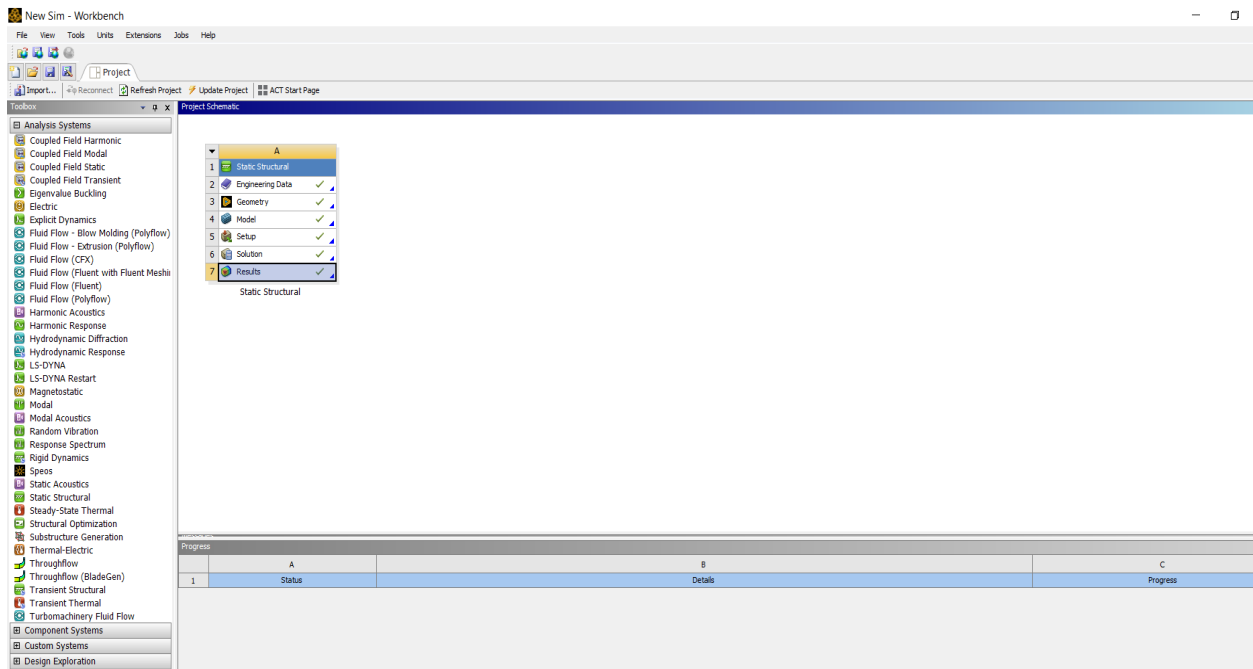 New Sim - Workbench
File View Tools Units Extensions Jobs Help
Project
Import... Reconnect Refresh Project Update Project ACT Start Page
Toolbox
Project Schematic
Analysis Systems
Coupled Field Harmonic
Coupled Field Modal
Coupled Field Static
Coupled Field Transient
Eigenvalue Buckling
Electric
Explicit Dynamics
Fluid Flow - Blow Molding (Polyflow)
Fluid Flow - Extrusion (Polyflow)
Fluid Flow (CFX)
Fluid Flow (Fluent with Fluent Meshi
Fluid Flow (Fluent)
Fluid Flow (Polyflow)
Harmonic Acoustics
Harmonic Response
Hydrodynamic Diffraction
Hydrodynamic Response
LS-DYNA
LS-DYNA Restart
Magnetostatic
Modal
Modal Acoustics
Random Vibration
Response Spectrum
Rigid Dynamics
Speos
Static Acoustics
Static Structural
Steady-State Thermal
Structural Optimization
Substructure Generation
Thermal-Electric
Throughflow
Throughflow (BladeGen)
Transient Structural
Transient Thermal
Turbomachinery Fluid Flow
Component Systems
Custom Systems
Design Exploration
A
1 Static Structural
2 Engineering Data
3 Geometry
4 Model
5 Setup
6 Solution
7 Results
Static Structural
Progress
A B C
1 Status Details Progress